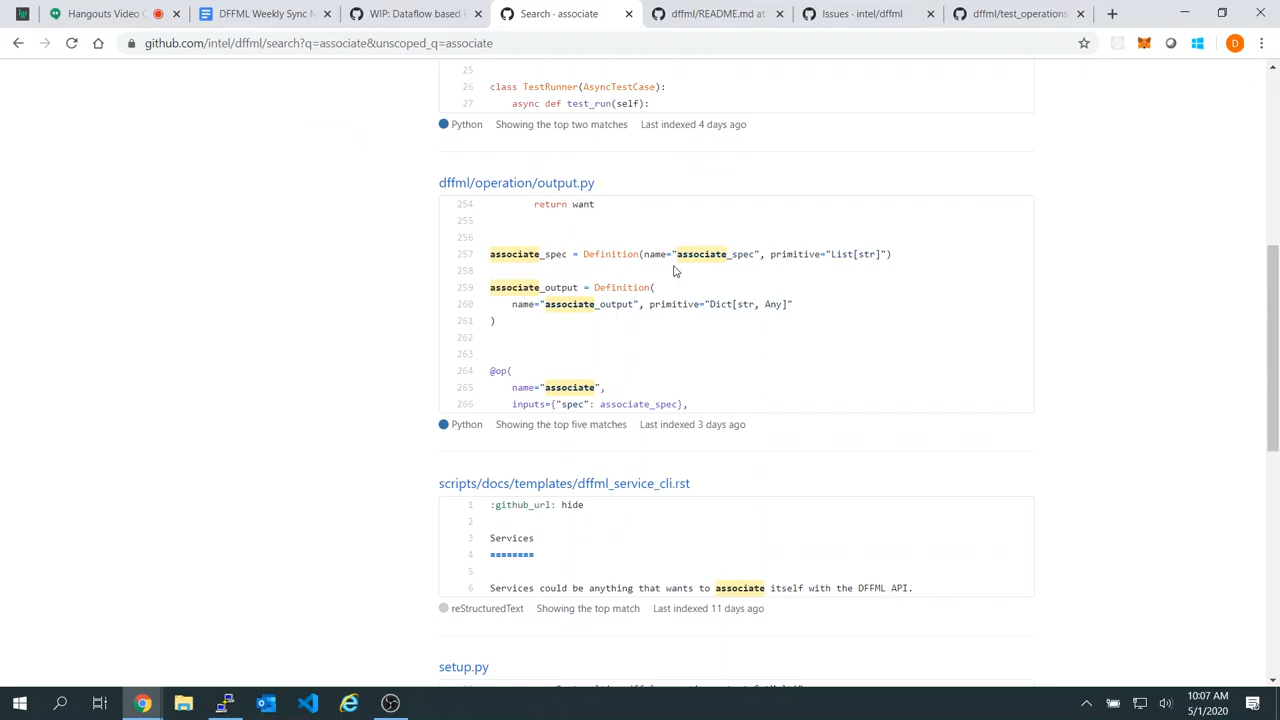 Hangouts Video C
DFFML Weekly Sync N
WIP: Dataflow based F
Search · associate
dffml/README.md at
Issues · intel/dffml
dffml/test_operations
github.com/intel/dffml/search?q=associate&unscoped_q=associate
D
25
26 class TestRunner(AsyncTestCase):
27 async def test_run(self):
Python Showing the top two matches Last indexed 4 days ago
dffml/operation/output.py
254 return want
255
256
257 associate_spec = Definition(name="associate_spec", primitive="List[str]")
258
259 associate_output = Definition(
260 name="associate_output", primitive="Dict[str, Any]"
261 )
262
263
264 @op(
265 name="associate",
266 inputs={"spec": associate_spec},
Python Showing the top five matches Last indexed 3 days ago
scripts/docs/templates/dffml_service_cli.rst
1 :github_url: hide
2
3 Services
4 ========
5
6 Services could be anything that wants to associate itself with the DFFML API.
reStructuredText Showing the top match Last indexed 11 days ago
setup.py
10:07 AM
5/1/2020